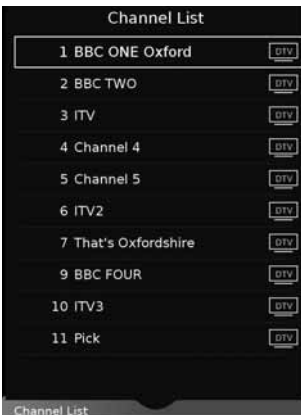 Channel List
1 BBC ONE Oxford DTV
2 BBC TWO DTV
3 ITV DTV
4 Channel 4 DTV
5 Channel 5 DTV
6 ITV2 DTV
7 That's Oxfordshire DTV
9 BBC FOUR DTV
10 ITV3 DTV
11 Pick DTV
Channel List